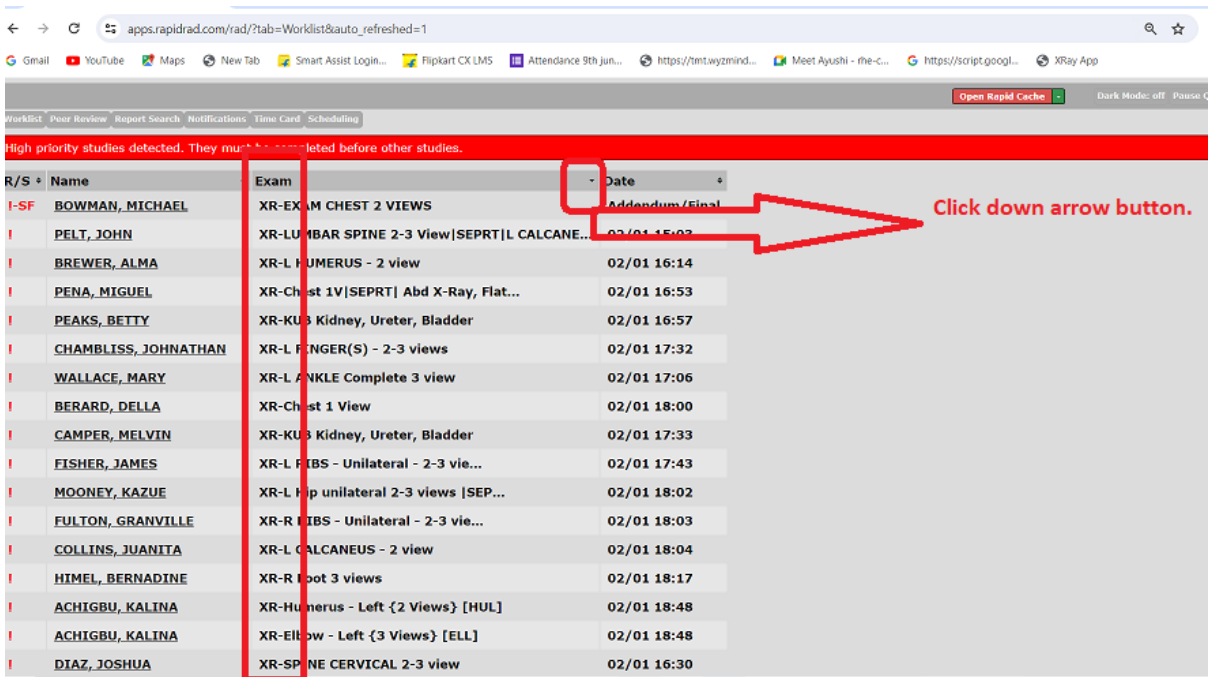 apps.rapidrad.com/rad/?tab=Worklist&auto_refreshed=1
Gmail YouTube Maps New Tab Smart Assist Login... Flipkart CX LMS Attendance 9th jun... https://tmt.wyzmind... Meet Ayushi - rhe-c... https://script.googl... XRay App
Open Rapid Cache - Dark Mode: off Pause Q
Worklist Peer Review Report Search Notifications Time Card Scheduling
High priority studies detected. They must be completed before other studies.
R/S Name Exam Date
!-SF BOWMAN, MICHAEL XR-EXAM CHEST 2 VIEWS Addendum/Final
Click down arrow button.
! PELT, JOHN XR-LUMBAR SPINE 2-3 View|SEPRT|L CALCANE... 02/01 15:03
! BREWER, ALMA XR-L HUMERUS - 2 view 02/01 16:14
! PENA, MIGUEL XR-Chest 1V|SEPRT| Abd X-Ray, Flat... 02/01 16:53
! PEAKS, BETTY XR-KUB Kidney, Ureter, Bladder 02/01 16:57
! CHAMBLISS, JOHNATHAN XR-L FINGER(S) - 2-3 views 02/01 17:32
! WALLACE, MARY XR-L ANKLE Complete 3 view 02/01 17:06
! BERARD, DELLA XR-Chest 1 View 02/01 18:00
! CAMPER, MELVIN XR-KUB Kidney, Ureter, Bladder 02/01 17:33
! FISHER, JAMES XR-L RIBS - Unilateral - 2-3 vie... 02/01 17:43
! MOONEY, KAZUE XR-L Hip unilateral 2-3 views |SEP... 02/01 18:02
! FULTON, GRANVILLE XR-R RIBS - Unilateral - 2-3 vie... 02/01 18:03
! COLLINS, JUANITA XR-L CALCANEUS - 2 view 02/01 18:04
! HIMEL, BERNADINE XR-R Foot 3 views 02/01 18:17
! ACHIGBU, KALINA XR-Humerus - Left {2 Views} [HUL] 02/01 18:48
! ACHIGBU, KALINA XR-Elbow - Left {3 Views} [ELL] 02/01 18:48
! DIAZ, JOSHUA XR-SPINE CERVICAL 2-3 view 02/01 16:30